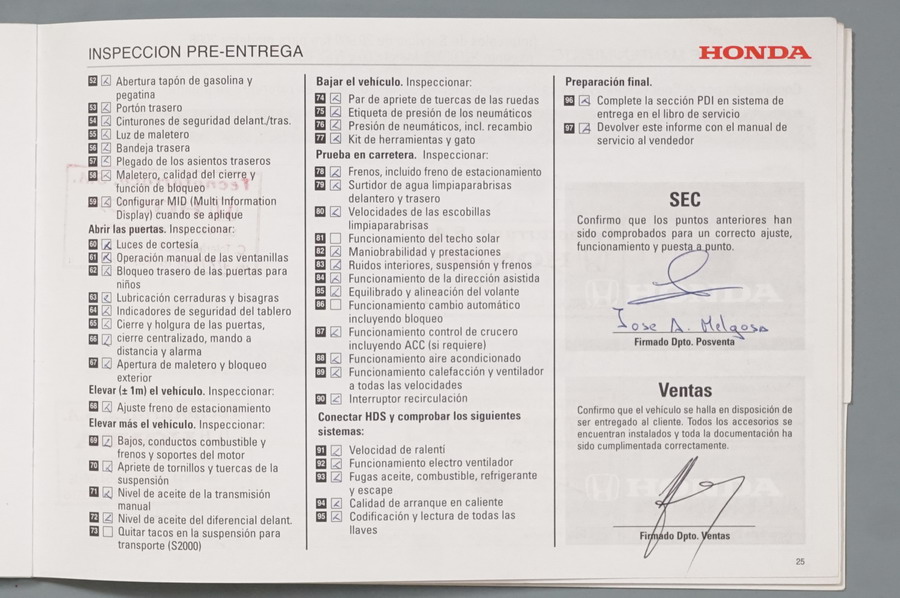 INSPECCION PRE-ENTREGA
HONDA
52 Abertura tapón de gasolina y
pegatina
53 Portón trasero
54 Cinturones de seguridad delant./tras.
55 Luz de maletero
56 Bandeja trasera
57 Plegado de los asientos traseros
58 Maletero, calidad del cierre y
función de bloqueo
59 Configurar MID (Multi Information
Display) cuando se aplique
Abrir las puertas. Inspeccionar:
60 Luces de cortesía
61 Operación manual de las ventanillas
62 Bloqueo trasero de las puertas para
niños
63 Lubricación cerraduras y bisagras
64 Indicadores de seguridad del tablero
65 Cierre y holgura de las puertas,
66 cierre centralizado, mando a
distancia y alarma
67 Apertura de maletero y bloqueo
exterior
Elevar (± 1m) el vehículo. Inspeccionar:
68 Ajuste freno de estacionamiento
Elevar más el vehículo. Inspeccionar:
69 Bajos, conductos combustible y
frenos y soportes del motor
70 Apriete de tornillos y tuercas de la
suspensión
71 Nivel de aceite de la transmisión
manual
72 Nivel de aceite del diferencial delant.
73 Quitar tacos en la suspensión para
transporte (S2000)
Bajar el vehículo. Inspeccionar:
74 Par de apriete de tuercas de las ruedas
75 Etiqueta de presión de los neumáticos
76 Presión de neumáticos, incl. recambio
77 Kit de herramientas y gato
Prueba en carretera. Inspeccionar:
78 Frenos, incluido freno de estacionamiento
79 Surtidor de agua limpiaparabrisas
delantero y trasero
80 Velocidades de las escobillas
limpiaparabrisas
81 Funcionamiento del techo solar
82 Maniobrabilidad y prestaciones
83 Ruidos interiores, suspensión y frenos
84 Funcionamiento de la dirección asistida
85 Equilibrado y alineación del volante
86 Funcionamiento cambio automático
incluyendo bloqueo
87 Funcionamiento control de crucero
incluyendo ACC (si requiere)
88 Funcionamiento aire acondicionado
89 Funcionamiento calefacción y ventilador
a todas las velocidades
90 Interruptor recirculación
Conectar HDS y comprobar los siguientes
sistemas:
91 Velocidad de ralentí
92 Funcionamiento electro ventilador
93 Fugas aceite, combustible, refrigerante
y escape
94 Calidad de arranque en caliente
95 Codificación y lectura de todas las
llaves
Preparación final.
96 Complete la sección PDI en sistema de
entrega en el libro de servicio
97 Devolver este informe con el manual de
servicio al vendedor
SEC
Confirmo que los puntos anteriores han
sido comprobados para un correcto ajuste,
funcionamiento y puesta a punto.
Jose A. Melgosa
Firmado Dpto. Posventa
Ventas
Confirmo que el vehículo se halla en disposición de
ser entregado al cliente. Todos los accesorios se
encuentran instalados y toda la documentación ha
sido cumplimentada correctamente.
Firmado Dpto. Ventas
25